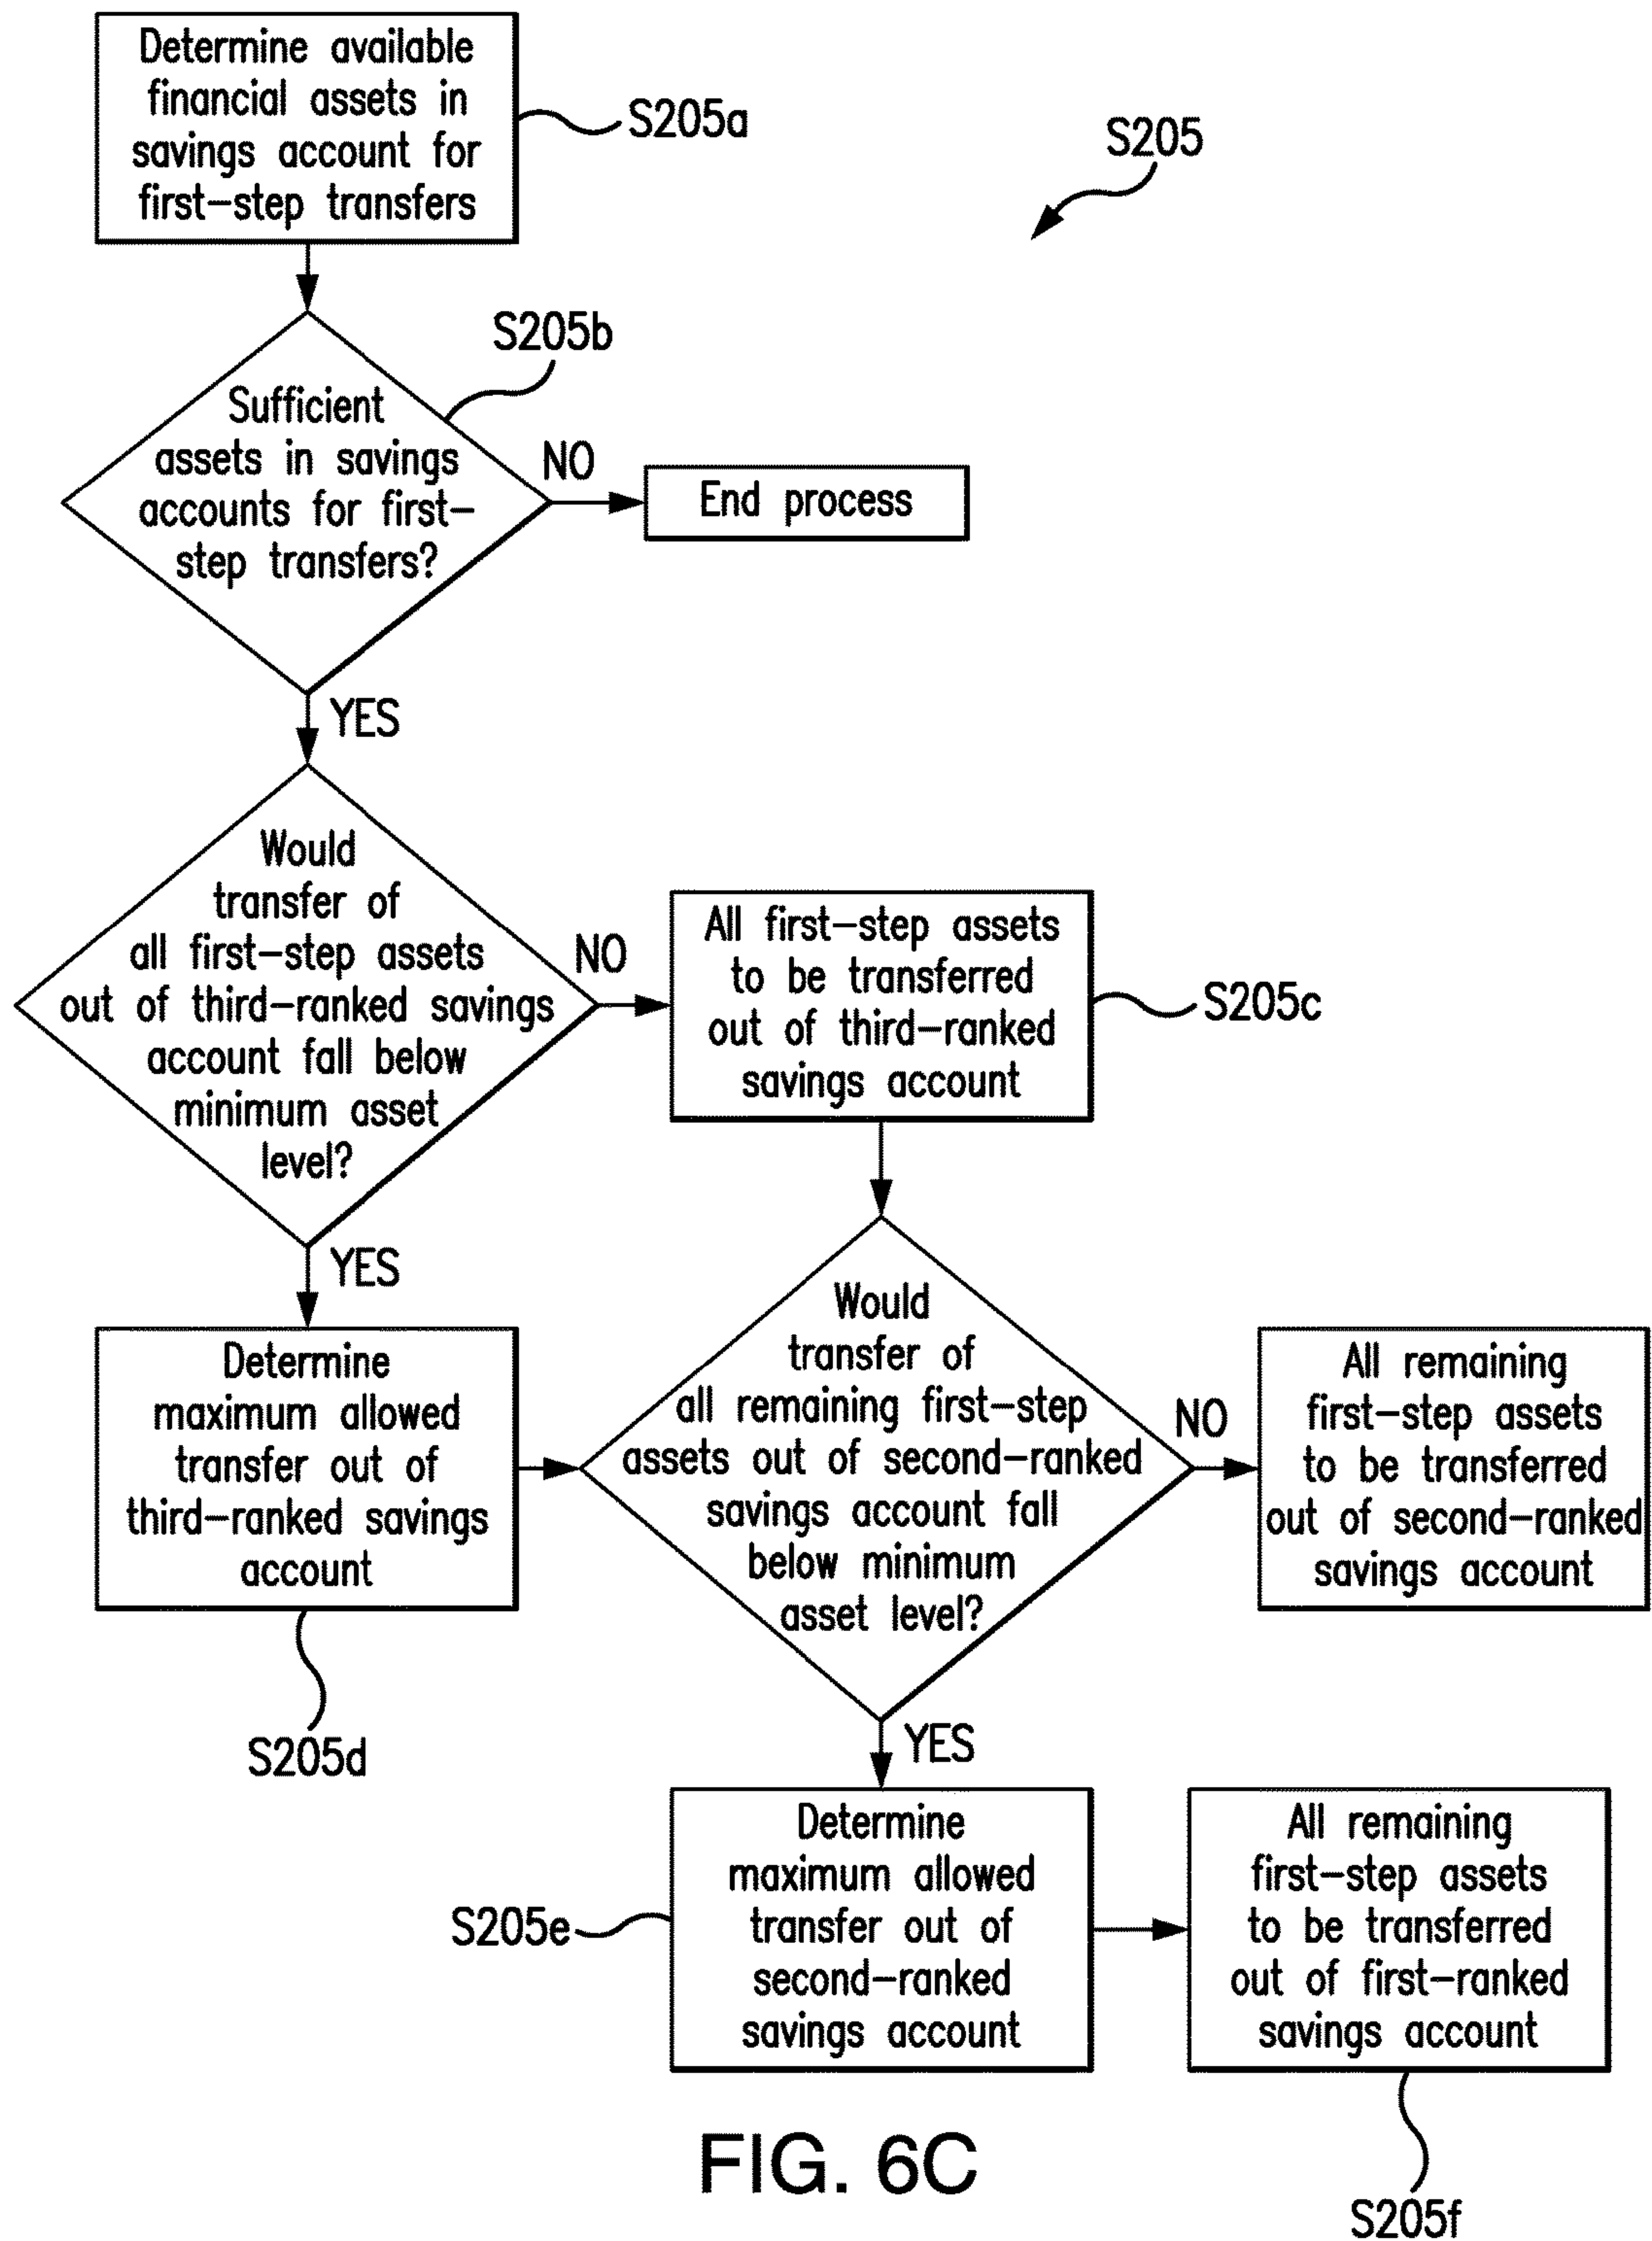 Determine available
financial assets in
savings account for
first-step transfers
S205a
S205
S205b
Sufficient
assets in savings
accounts for first-
step transfers?
NO
End process
YES
Would
transfer of
all first-step assets
out of third-ranked savings
account fall below
minimum asset
level?
NO
All first-step assets
to be transferred
out of third-ranked
savings account
S205c
YES
Determine
maximum allowed
transfer out of
third-ranked savings
account
S205d
Would
transfer of
all remaining first-step
assets out of second-ranked
savings account fall
below minimum
asset level?
NO
All remaining
first-step assets
to be transferred
out of second-ranked
savings account
YES
Determine
maximum allowed
transfer out of
second-ranked
savings account
S205e
All remaining
first-step assets
to be transferred
out of first-ranked
savings account
S205f
FIG. 6C